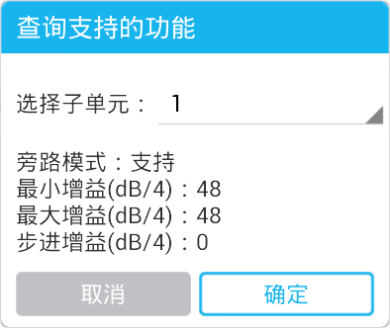 查询支持的功能
选择子单元：1
旁路模式：支持
最小增益(dB/4)：48
最大增益(dB/4)：48
步进增益(dB/4)：0
取消
确定